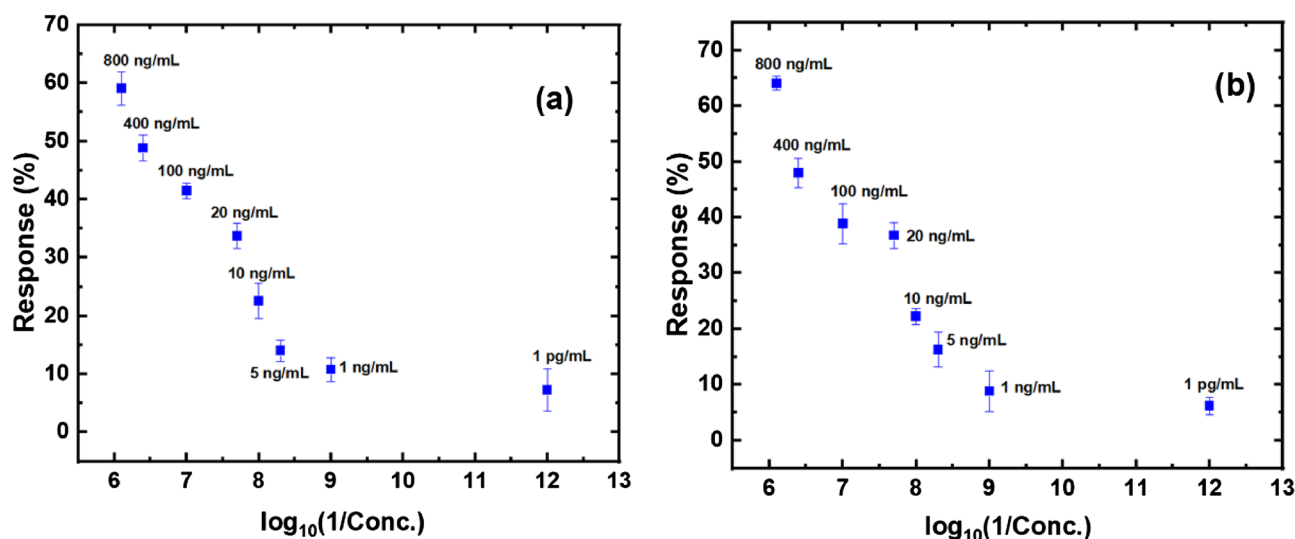 70
60
50
40
30
20
10
0
Response (%)
800 ng/mL
400 ng/mL
100 ng/mL
20 ng/mL
10 ng/mL
5 ng/mL
1 ng/mL
1 pg/mL
(a)
6 7 8 9 10 11 12 13
log₁₀(1/Conc.)
70
60
50
40
30
20
10
0
Response (%)
800 ng/mL
400 ng/mL
100 ng/mL
20 ng/mL
10 ng/mL
5 ng/mL
1 ng/mL
1 pg/mL
(b)
6 7 8 9 10 11 12 13
log₁₀(1/Conc.)